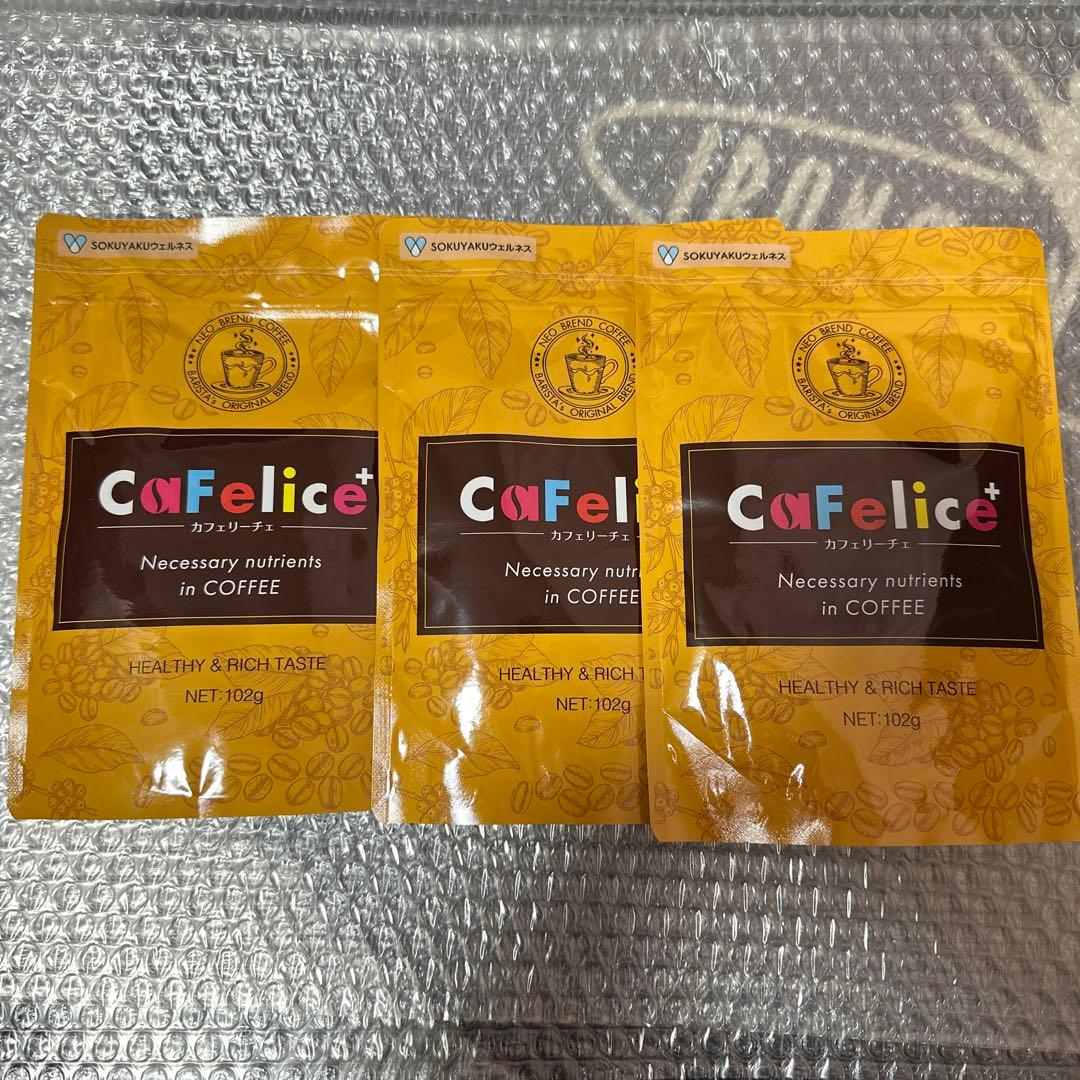 SOKUYAKUウェルネス
NEO BREND COFFEE
BARISTA's ORIGINAL BREND
CaFelice+
カフェリーチェ
Necessary nutrients
in COFFEE
HEALTHY & RICH TASTE
NET:102g
SOKUYAKUウェルネス
NEO BREND COFFEE
BARISTA's ORIGINAL BREND
CaFeli
カフェリーチェ
Necessary nutri
in COFFEE
HEALTHY & RICH T
NET:102g
SOKUYAKUウェルネス
NEO BREND COFFEE
BARISTA's ORIGINAL BREND
CaFelice+
カフェリーチェ
Necessary nutrients
in COFFEE
HEALTHY & RICH TASTE
NET:102g